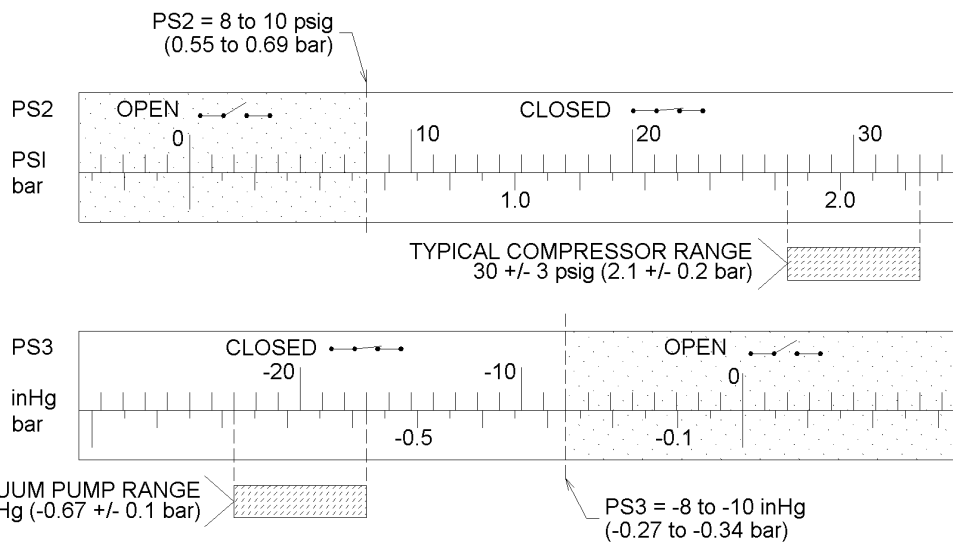 PS2 = 8 to 10 psig
(0.55 to 0.69 bar)
PS2
OPEN
CLOSED
0
10
20
30
PSI
bar
1.0
2.0
TYPICAL COMPRESSOR RANGE
30 +/- 3 psig (2.1 +/- 0.2 bar)
PS3
CLOSED
OPEN
-20
-10
0
inHg
bar
-0.5
-0.1
UUM PUMP RANGE
Hg (-0.67 +/- 0.1 bar)
PS3 = -8 to -10 inHg
(-0.27 to -0.34 bar)